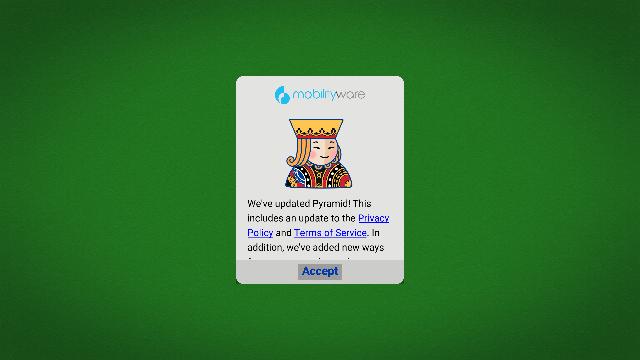 mobilityware
We've updated Pyramid! This
includes an update to the Privacy
Policy and Terms of Service. In
addition, we've added new ways
Accept